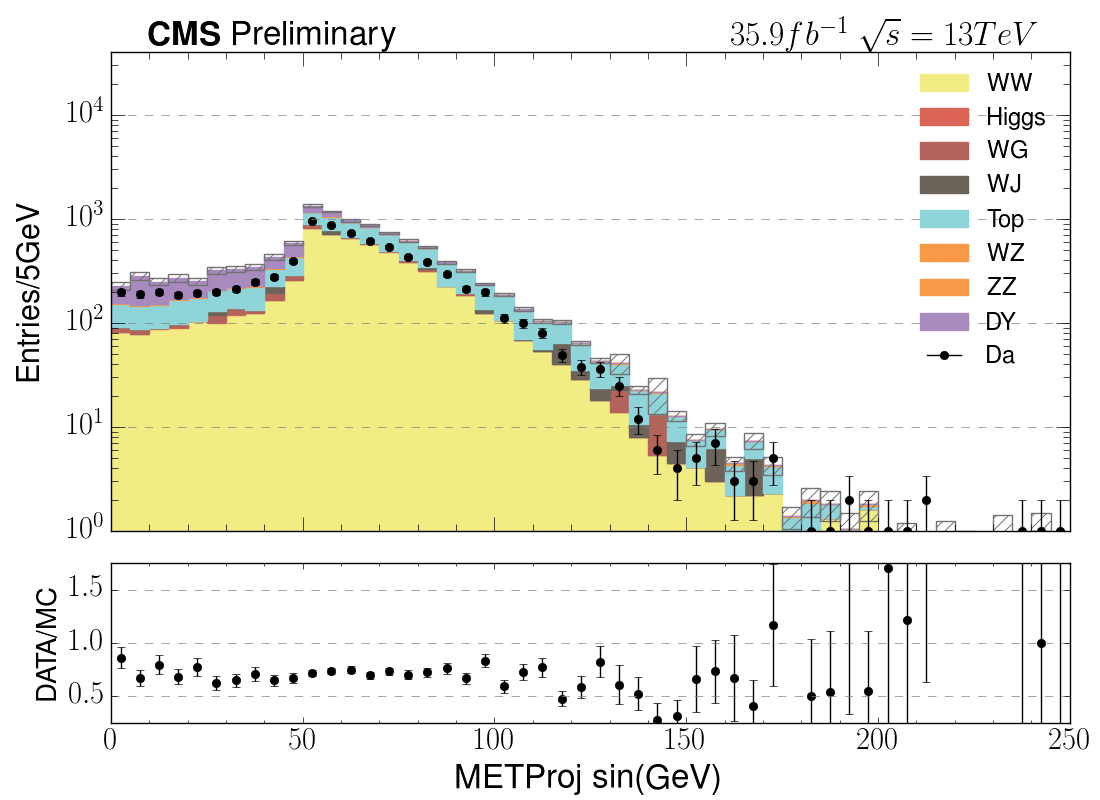 CMS Preliminary 35.9fb⁻¹ √s = 13TeV
WW
Higgs
WG
WJ
Top
WZ
ZZ
DY
Da
Entries/5GeV
10⁴
10³
10²
10¹
10⁰
DATA/MC
1.5
1.0
0.5
0 50 100 150 200 250
METProj sin(GeV)